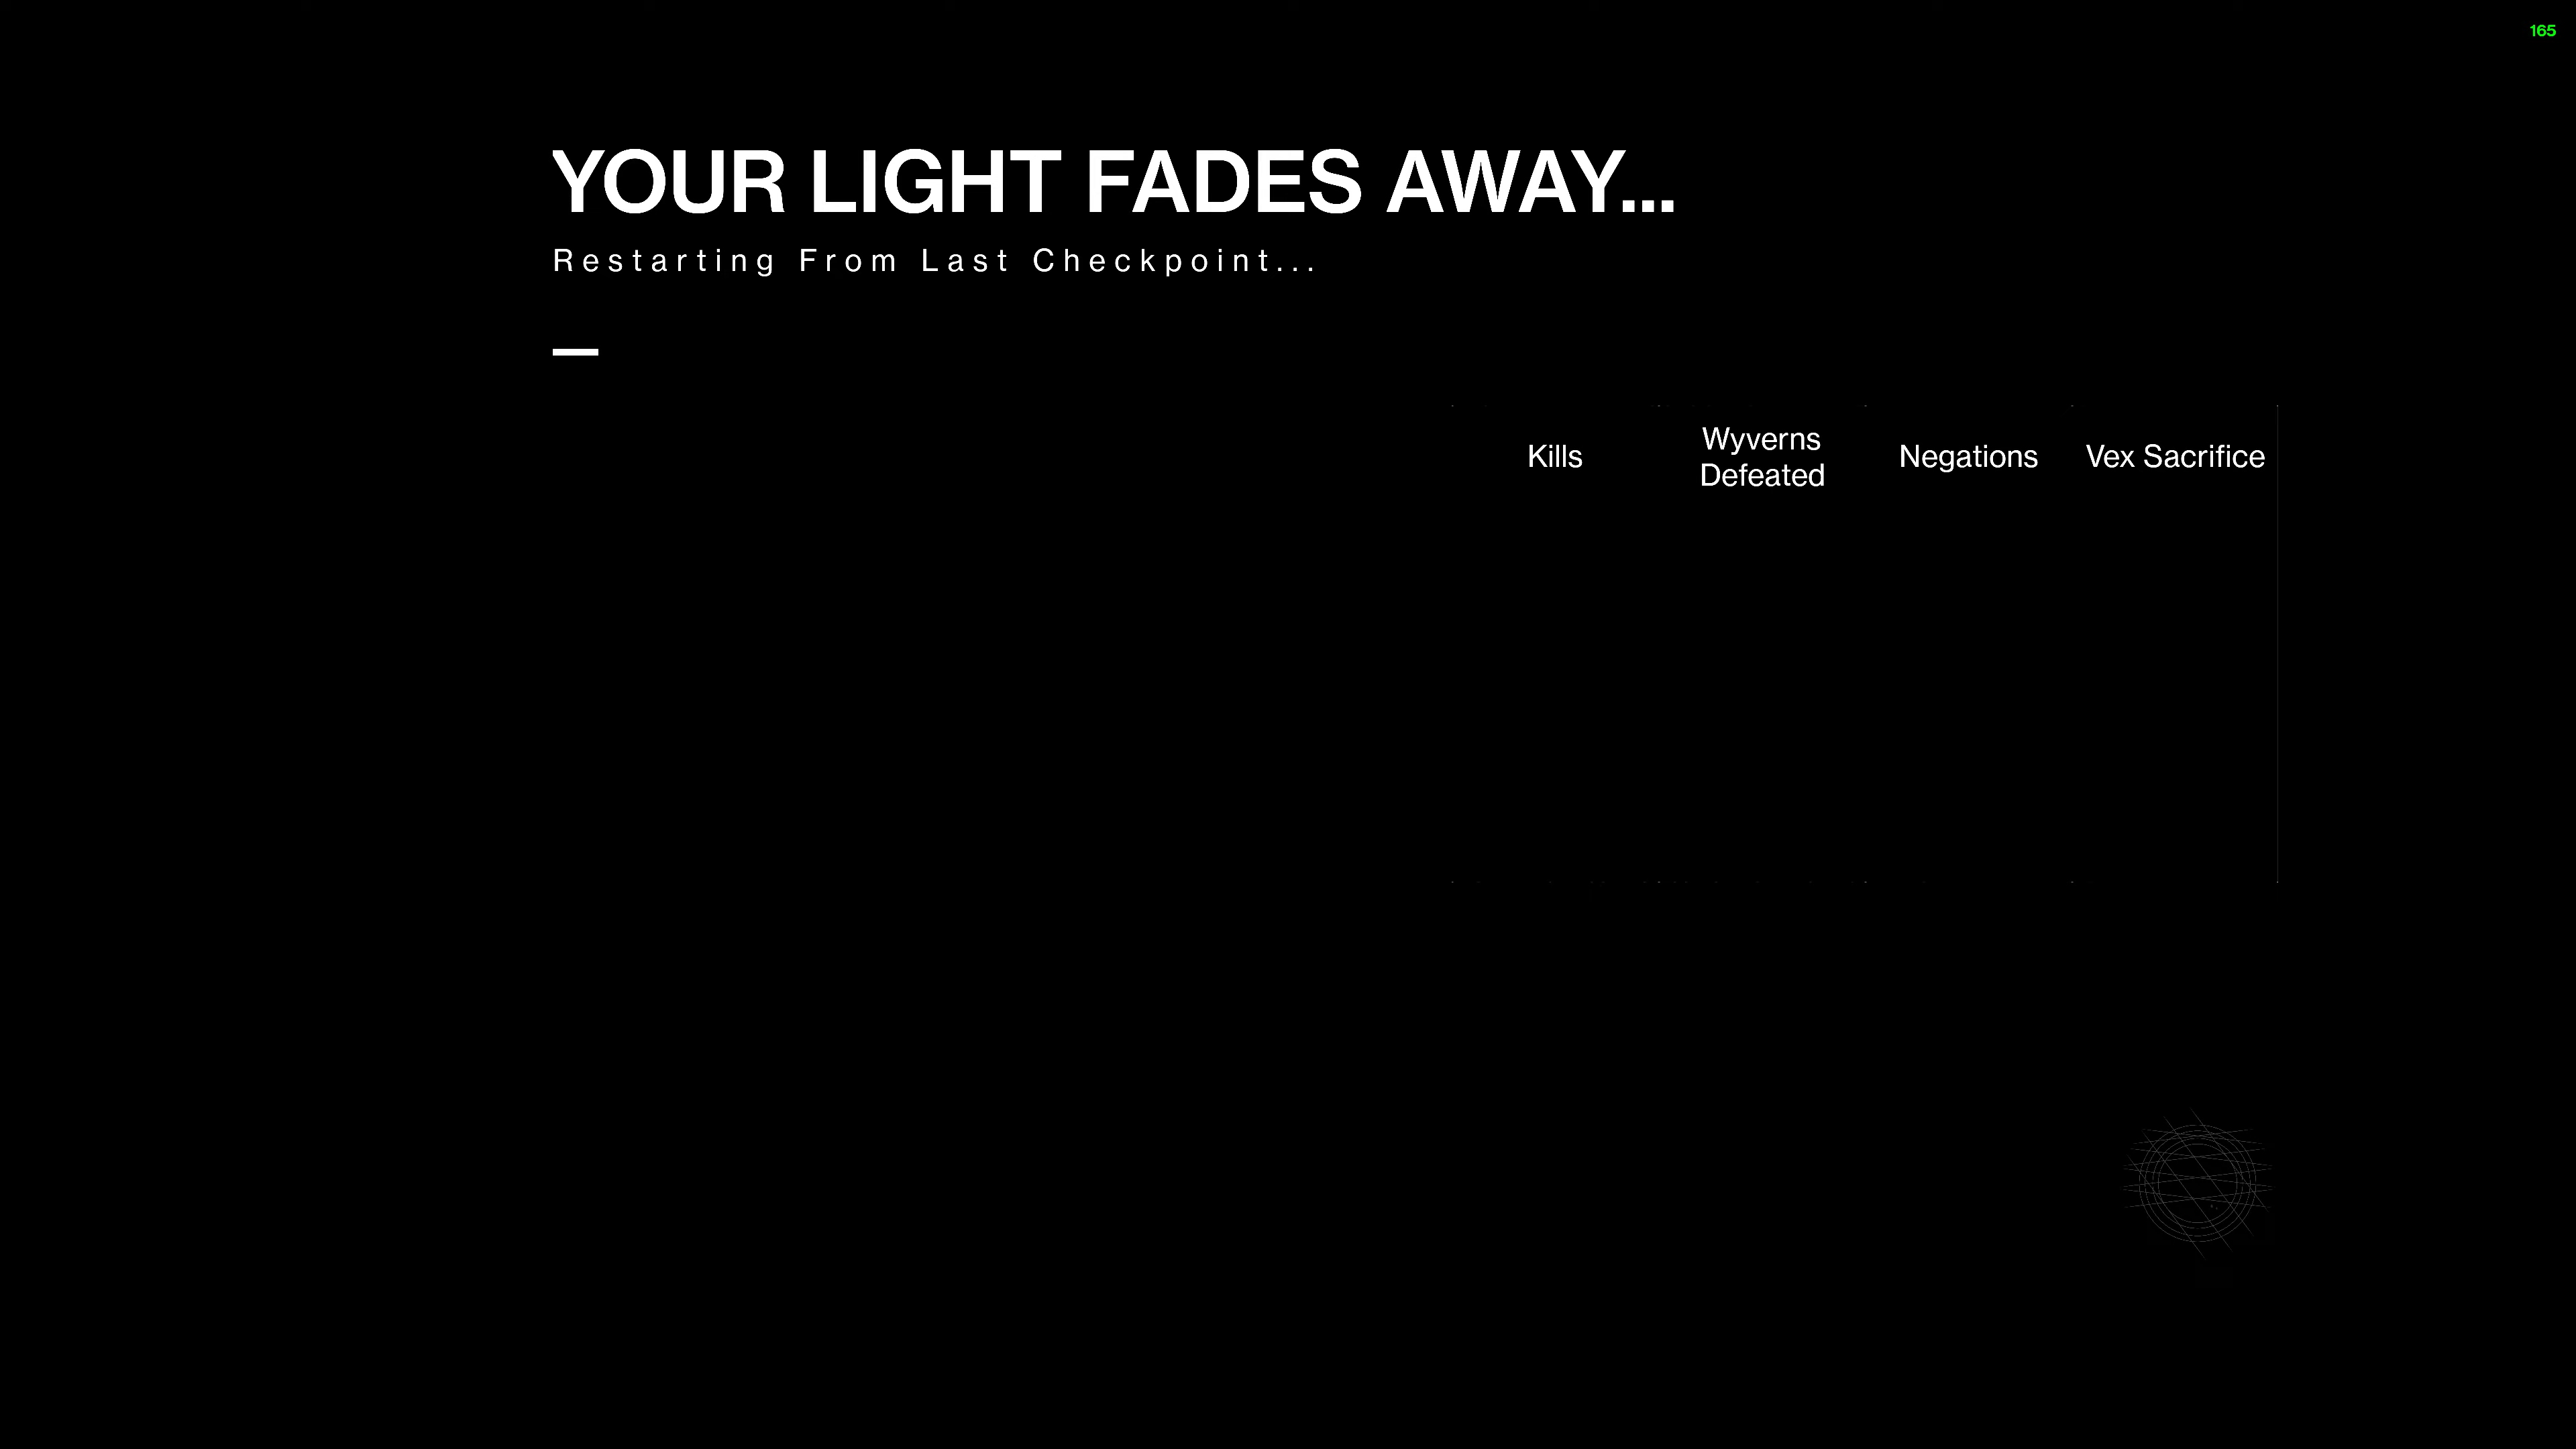 165
YOUR LIGHT FADES AWAY...
Restarting From Last Checkpoint...
Kills
Wyverns
Defeated
Negations
Vex Sacrifice